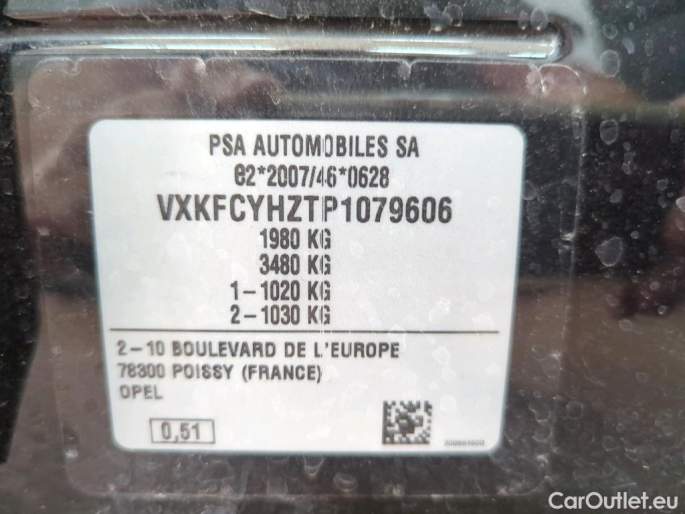 PSA AUTOMOBILES SA
e2*2007/46*0628
VXKFCYHZTP1079606
1980 KG
3480 KG
1-1020 KG
2-1030 KG
2-10 BOULEVARD DE L'EUROPE
78300 POISSY (FRANCE)
OPEL
0,51
CarOutlet.eu